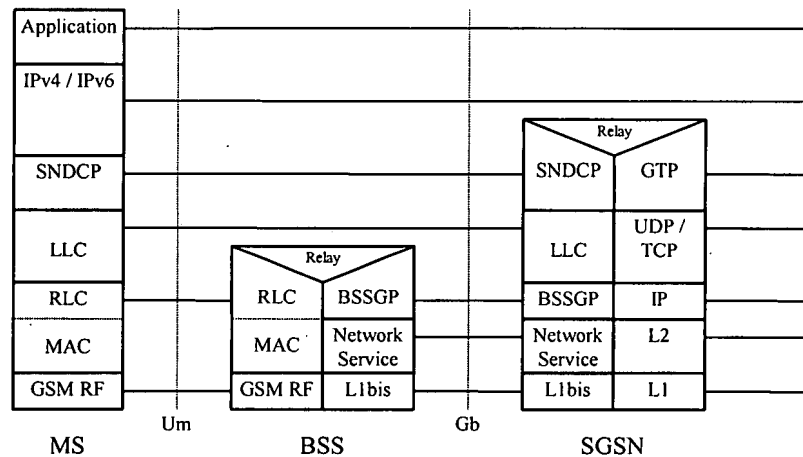 Application
IPv4 / IPv6
Relay
SNDCP
SNDCP
GTP
LLC
Relay
LLC
UDP /
TCP
RLC
RLC
BSSGP
BSSGP
IP
MAC
MAC
Network
Service
Network
Service
L2
GSM RF
GSM RF
L1bis
L1bis
L1
Um
Gb
MS
BSS
SGSN